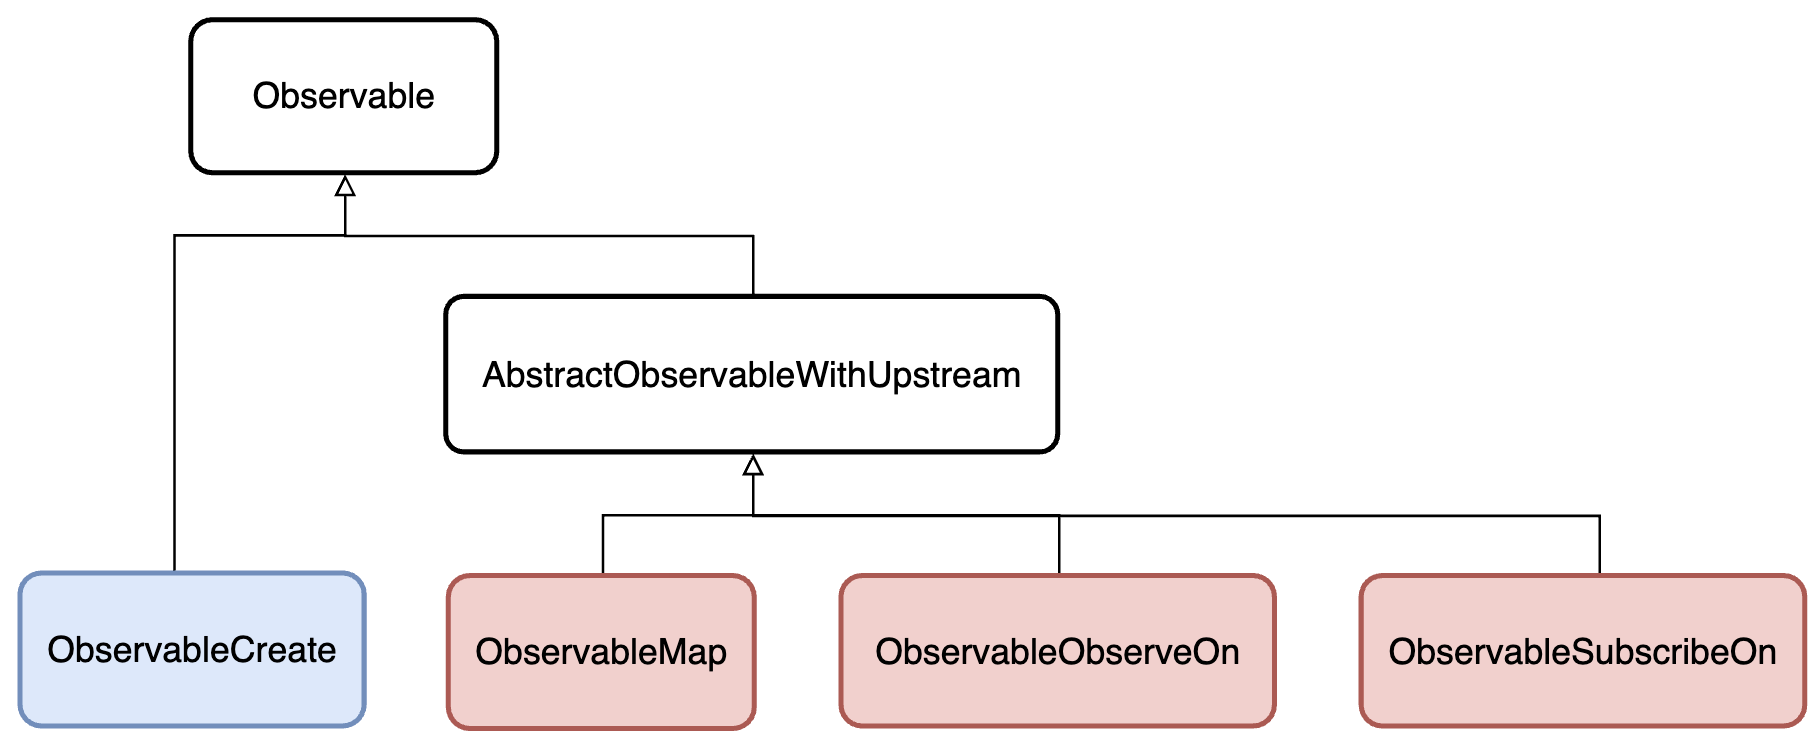 Observable
AbstractObservableWithUpstream
ObservableCreate
ObservableMap
ObservableObserveOn
ObservableSubscribeOn